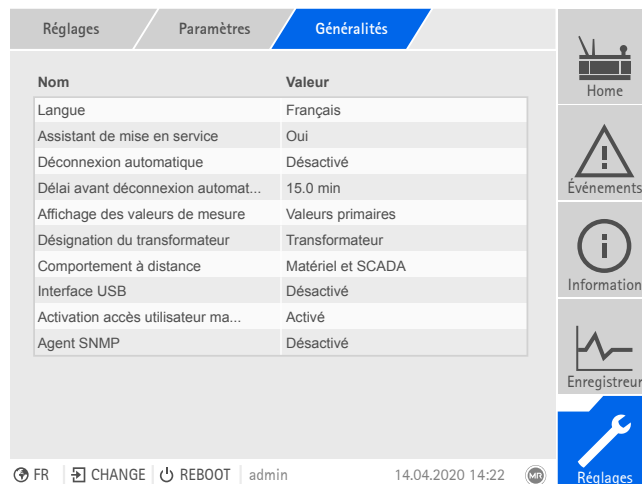 Réglages Paramètres Généralités
Nom Valeur
Langue Français
Assistant de mise en service Oui
Déconnexion automatique Désactivé
Délai avant déconnexion automat... 15.0 min
Affichage des valeurs de mesure Valeurs primaires
Désignation du transformateur Transformateur
Comportement à distance Matériel et SCADA
Interface USB Désactivé
Activation accès utilisateur ma... Activé
Agent SNMP Désactivé
Home
Événements
Information
Enregistreur
Réglages
FR CHANGE REBOOT admin 14.04.2020 14:22 MR